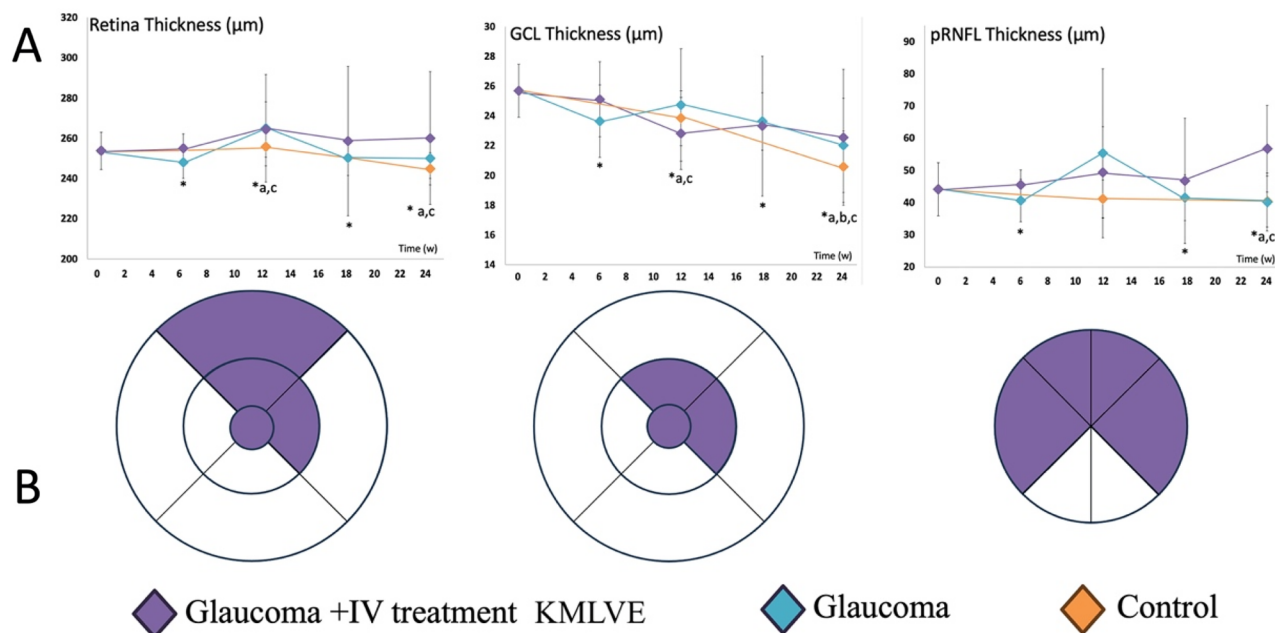 A
Retina Thickness (µm)
320
300
280
260
240
220
200
*
*a,c
*
* a,c
Time (w)
0 2 4 6 8 10 12 14 16 18 20 22 24
GCL Thickness (µm)
30
28
26
24
22
20
18
16
14
*
*a,c
*
*a,b,c
Time (w)
0 2 4 6 8 10 12 14 16 18 20 22 24
pRNFL Thickness (µm)
90
80
70
60
50
40
30
20
*
*
*a,c
Time (w)
0 2 4 6 8 10 12 14 16 18 20 22 24
B
Glaucoma +IV treatment KMLVE
Glaucoma
Control